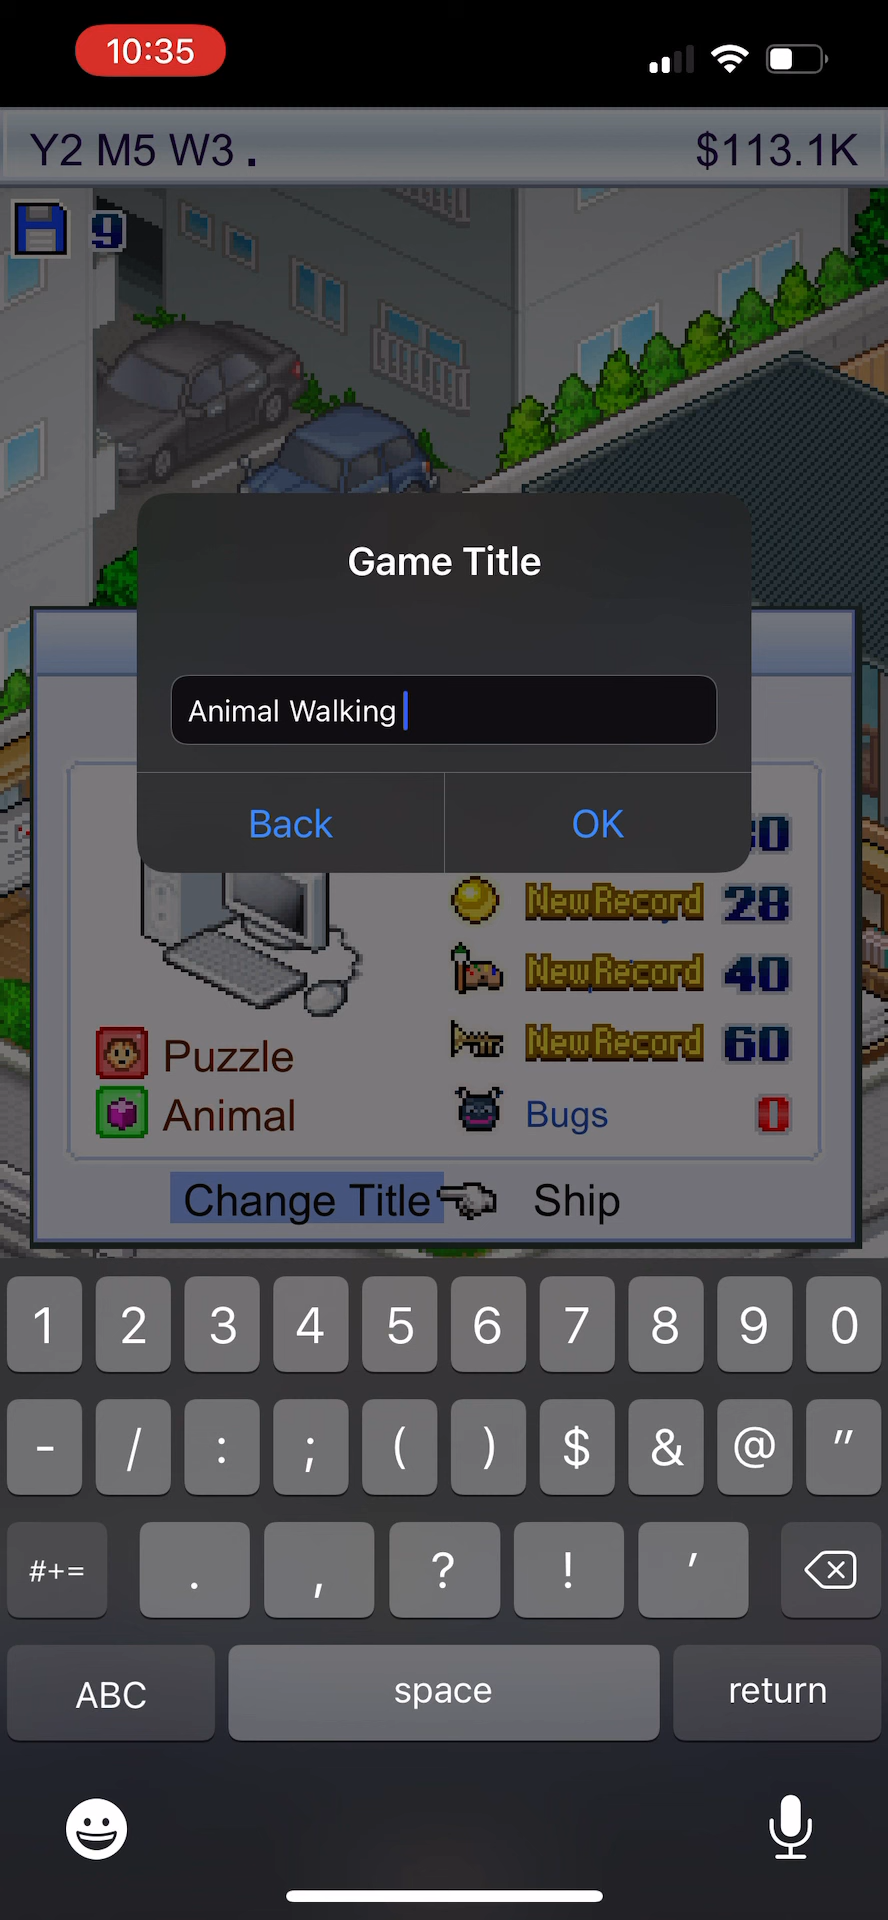 10:35
Y2 M5 W3 .
$113.1K
9
Game Title
Animal Walking
Back
OK
NewRecord 28
NewRecord 40
Puzzle
NewRecord 60
Animal
Bugs 0
Change Title
Ship
1 2 3 4 5 6 7 8 9 0
- / : ; ( ) $ & @ "
#+= . , ? ! '
ABC space return